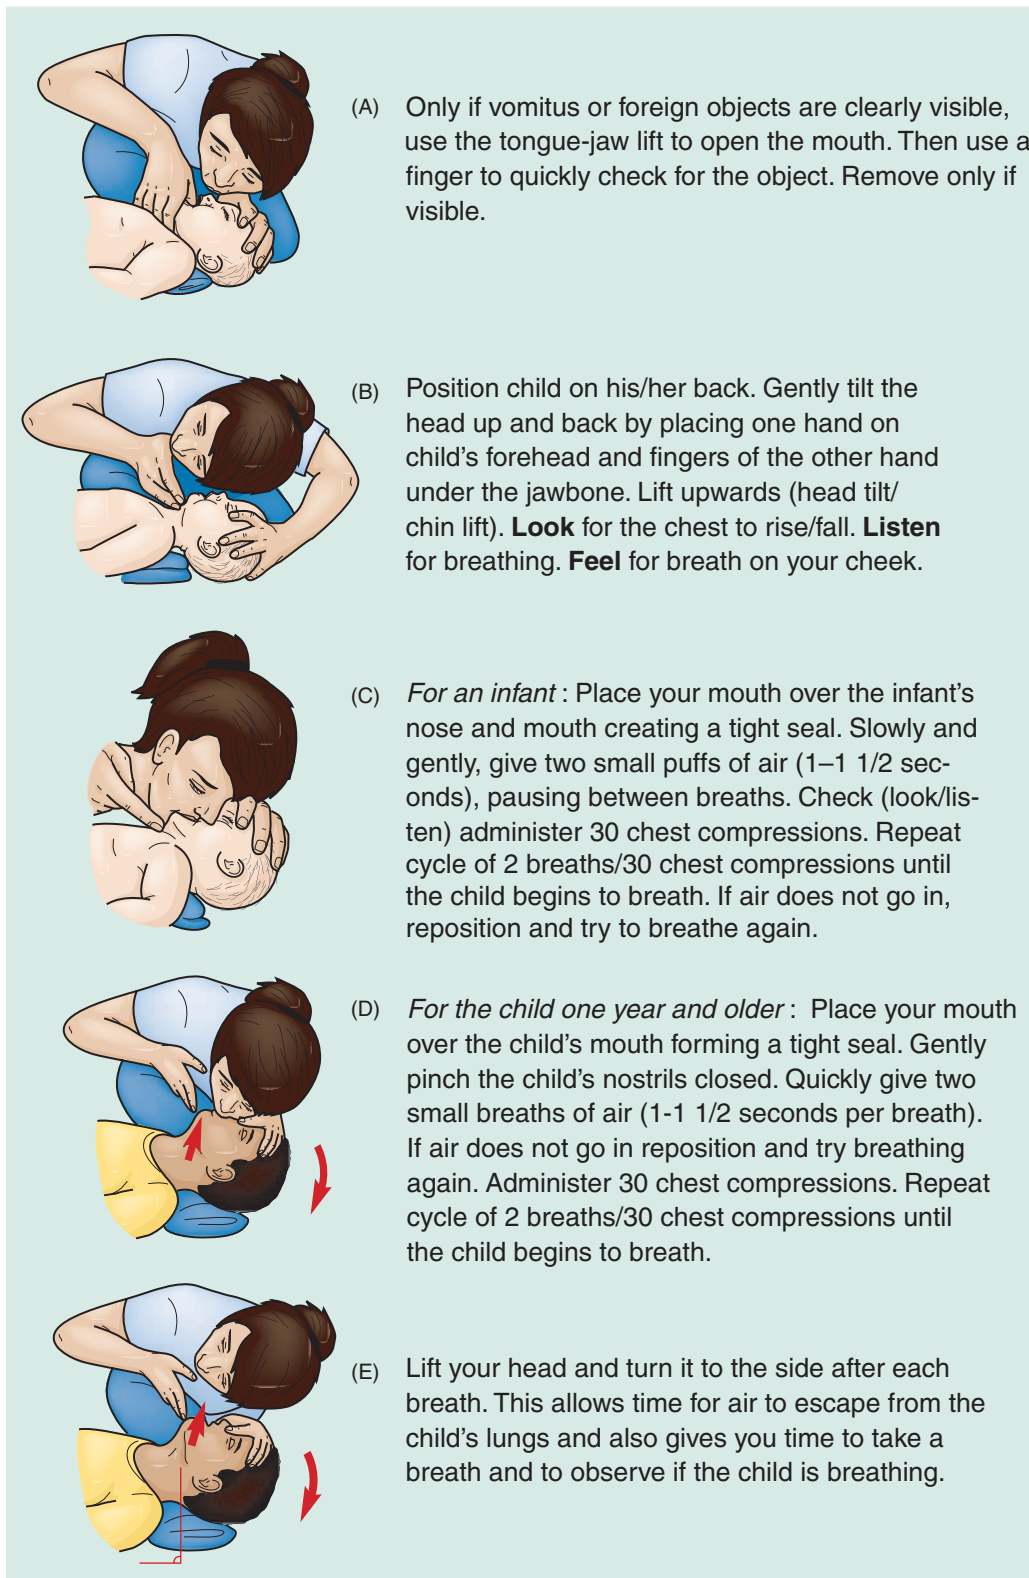 (A) Only if vomitus or foreign objects are clearly visible,
use the tongue-jaw lift to open the mouth. Then use a
finger to quickly check for the object. Remove only if
visible.
(B) Position child on his/her back. Gently tilt the
head up and back by placing one hand on
child's forehead and fingers of the other hand
under the jawbone. Lift upwards (head tilt/
chin lift). Look for the chest to rise/fall. Listen
for breathing. Feel for breath on your cheek.
(C) For an infant : Place your mouth over the infant's
nose and mouth creating a tight seal. Slowly and
gently, give two small puffs of air (1–1 1/2 sec-
onds), pausing between breaths. Check (look/lis-
ten) administer 30 chest compressions. Repeat
cycle of 2 breaths/30 chest compressions until
the child begins to breath. If air does not go in,
reposition and try to breathe again.
(D) For the child one year and older : Place your mouth
over the child's mouth forming a tight seal. Gently
pinch the child's nostrils closed. Quickly give two
small breaths of air (1-1 1/2 seconds per breath).
If air does not go in reposition and try breathing
again. Administer 30 chest compressions. Repeat
cycle of 2 breaths/30 chest compressions until
the child begins to breath.
(E) Lift your head and turn it to the side after each
breath. This allows time for air to escape from the
child's lungs and also gives you time to take a
breath and to observe if the child is breathing.